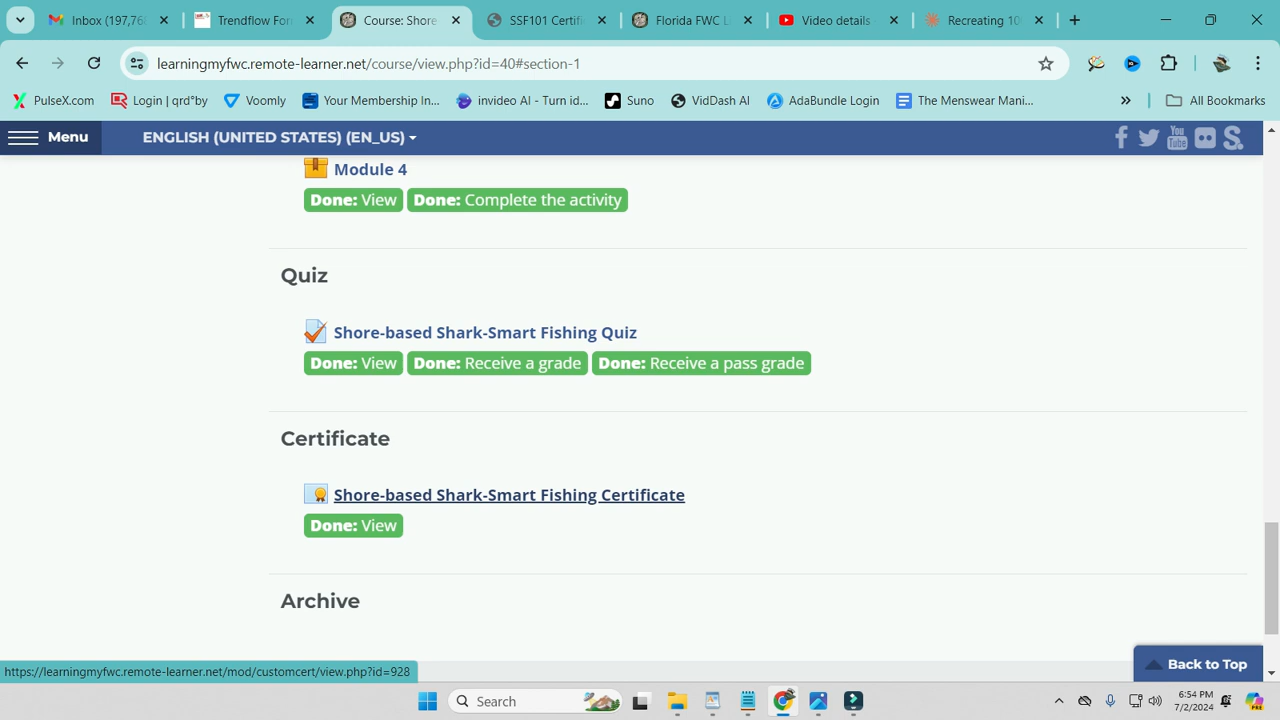 Inbox (197,76
Trendflow For
Course: Shore
SSF101 Certifi
Florida FWC L
Video details
Recreating 10
learningmyfwc.remote-learner.net/course/view.php?id=40#section-1
PulseX.com
Login | qrd°by
Voomly
Your Membership In...
invideo AI - Turn id...
Suno
VidDash AI
AdaBundle Login
The Menswear Mani...
All Bookmarks
Menu
ENGLISH (UNITED STATES) (EN_US)
Module 4
Done: View Done: Complete the activity
Quiz
Shore-based Shark-Smart Fishing Quiz
Done: View Done: Receive a grade Done: Receive a pass grade
Certificate
Shore-based Shark-Smart Fishing Certificate
Done: View
Archive
Back to Top
https://learningmyfwc.remote-learner.net/mod/customcert/view.php?id=928
Search
6:54 PM
7/2/2024